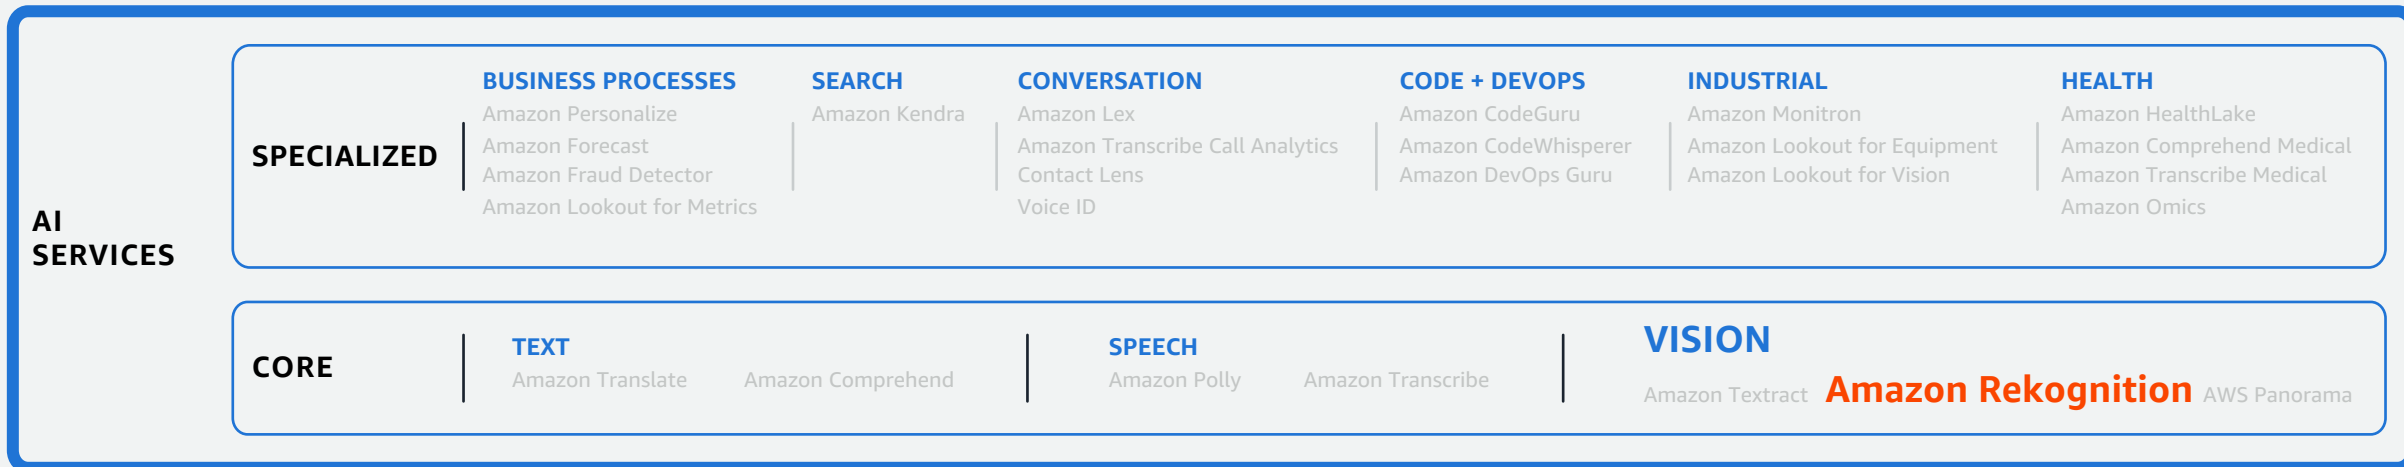 AI
SERVICES
SPECIALIZED
BUSINESS PROCESSES
Amazon Personalize
Amazon Forecast
Amazon Fraud Detector
Amazon Lookout for Metrics
SEARCH
Amazon Kendra
CONVERSATION
Amazon Lex
Amazon Transcribe Call Analytics
Contact Lens
Voice ID
CODE + DEVOPS
Amazon CodeGuru
Amazon CodeWhisperer
Amazon DevOps Guru
INDUSTRIAL
Amazon Monitron
Amazon Lookout for Equipment
Amazon Lookout for Vision
HEALTH
Amazon HealthLake
Amazon Comprehend Medical
Amazon Transcribe Medical
Amazon Omics
CORE
TEXT
Amazon Translate Amazon Comprehend
SPEECH
Amazon Polly Amazon Transcribe
VISION
Amazon Textract Amazon Rekognition AWS Panorama